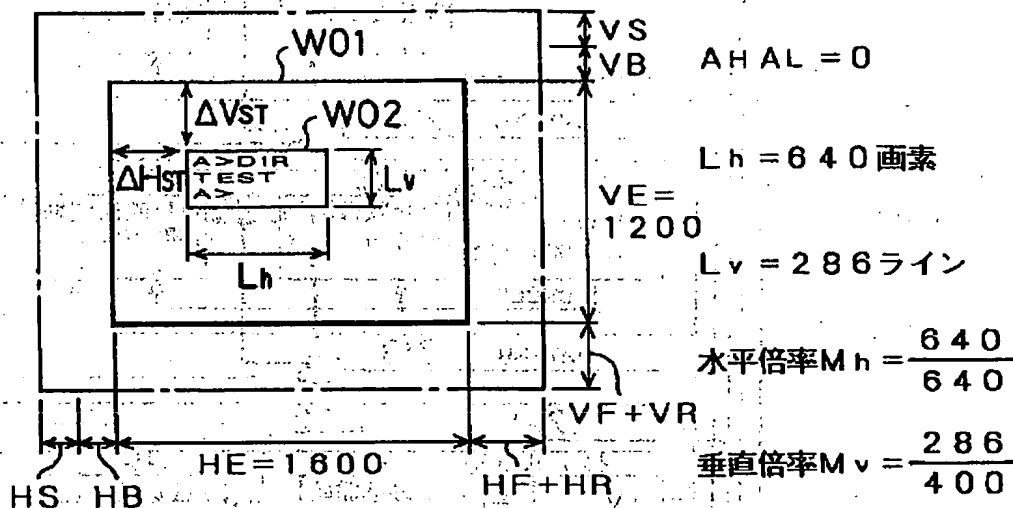 VS
W01
VB
AHAL=0
ΔVST
W02
A>DIR
TEST
A>
ΔHST
Lv
Lh=640画素
VE=
1200
Lh
Lv=286ライン
水平倍率Mh=640/640
VF+VR
HE=1600
HF+HR
垂直倍率Mv=286/400
HS
HB